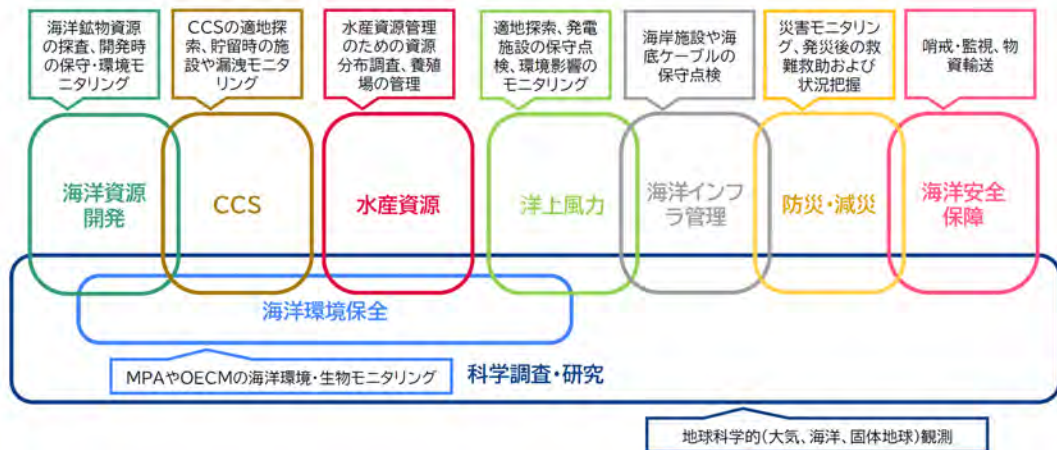 海洋鉱物資源
の探査、開発時
の保守・環境モ
ニタリング
CCSの適地探
索、貯留時の施
設や漏洩モニタ
リング
水産資源管理
のための資源
分布調査、養殖
場の管理
適地探索、発電
施設の保守点
検、環境影響の
モニタリング
海岸施設や海
底ケーブルの
保守点検
災害モニタリ
ング、発災後の救
難救助および
状況把握
哨戒・監視、物
資輸送
海洋資源
開発
CCS
水産資源
洋上風力
海洋インフ
ラ管理
防災・減災
海洋安全
保障
海洋環境保全
MPAやOECMの海洋環境・生物モニタリング
科学調査・研究
地球科学的(大気、海洋、固体地球)観測